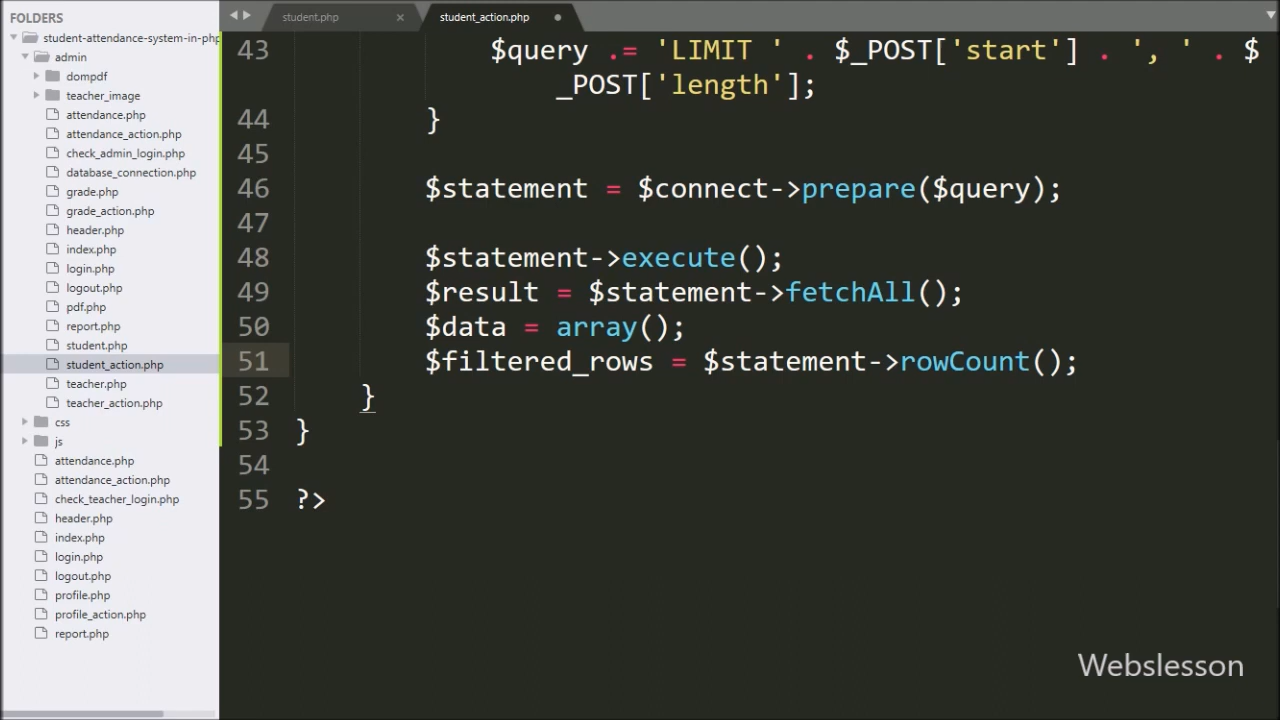 FOLDERS
student-attendance-system-in-php
admin
dompdf
teacher_image
attendance.php
attendance_action.php
check_admin_login.php
database_connection.php
grade.php
grade_action.php
header.php
index.php
login.php
logout.php
pdf.php
report.php
student.php
student_action.php
teacher.php
teacher_action.php
css
js
attendance.php
attendance_action.php
check_teacher_login.php
header.php
index.php
login.php
logout.php
profile.php
profile_action.php
report.php
student.php × student_action.php
43 $query .= 'LIMIT ' . $_POST['start'] . ', ' . $
_POST['length'];
44 }
45
46 $statement = $connect->prepare($query);
47
48 $statement->execute();
49 $result = $statement->fetchAll();
50 $data = array();
51 $filtered_rows = $statement->rowCount();
52 }
53 }
54
55 ?>
Webslesson